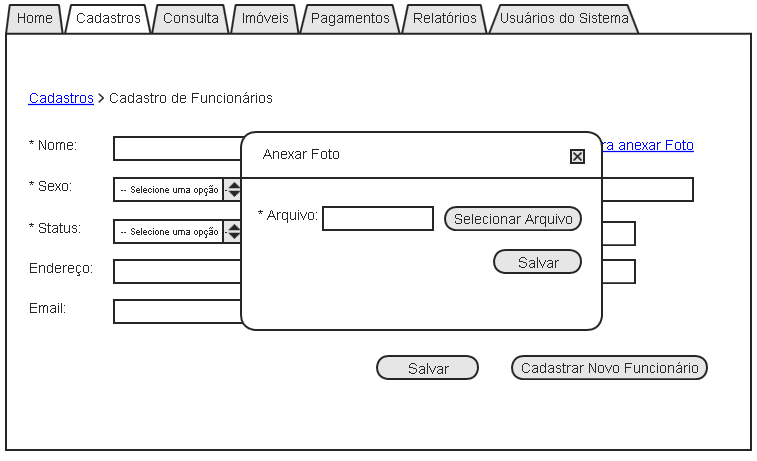 Home Cadastros Consulta Imóveis Pagamentos Relatórios Usuários do Sistema
Cadastros > Cadastro de Funcionários
* Nome:
anexar Foto
Anexar Foto
* Sexo: -- Selecione uma opção -
* Arquivo: Selecionar Arquivo
* Status: -- Selecione uma opção -
Salvar
Endereço:
Email:
Salvar Cadastrar Novo Funcionário